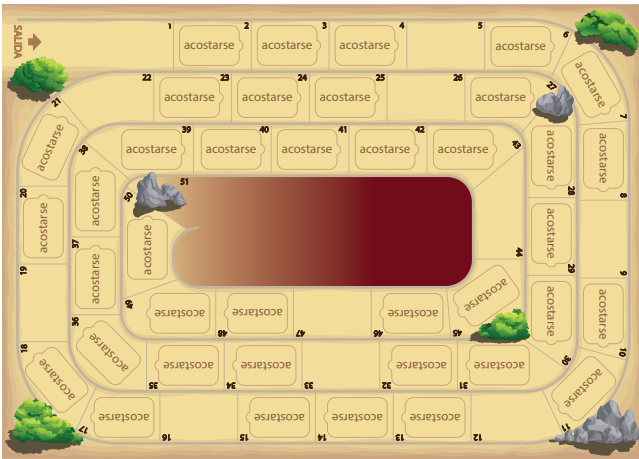 SALIDA
1
acostarse
2
acostarse
3
acostarse
4
5
acostarse
6
acostarse
7
acostarse
8
9
acostarse
10
acostarse
11
12
acostarse
13
acostarse
14
acostarse
15
16
acostarse
17
acostarse
18
19
acostarse
20
acostarse
21
22
acostarse
23
acostarse
24
acostarse
25
26
acostarse
27
acostarse
28
acostarse
29
acostarse
30
acostarse
31
acostarse
32
33
acostarse
34
acostarse
35
acostarse
36
acostarse
37
acostarse
38
acostarse
39
acostarse
40
acostarse
41
acostarse
42
acostarse
43
44
acostarse
45
acostarse
46
47
acostarse
48
acostarse
49
acostarse
50
51